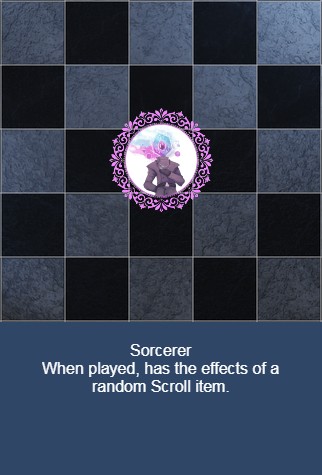 Sorcerer
When played, has the effects of a
random Scroll item.